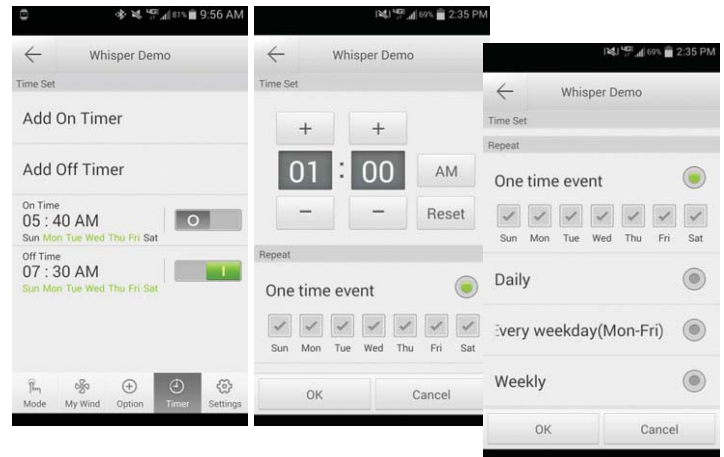 81% 9:56 AM
Whisper Demo
Time Set
Add On Timer
Add Off Timer
On Time
05 : 40 AM
O
Sun Mon Tue Wed Thu Fri Sat
Off Time
07 : 30 AM
I
Sun Mon Tue Wed Thu Fri Sat
Mode My Wind Option Timer Settings
69% 2:35 PM
Whisper Demo
Time Set
+ +
01 : 00 AM
− − Reset
Repeat
One time event
Sun Mon Tue Wed Thu Fri Sat
OK Cancel
69% 2:35 PM
Whisper Demo
Time Set
Repeat
One time event
Sun Mon Tue Wed Thu Fri Sat
Daily
Every weekday(Mon-Fri)
Weekly
OK Cancel